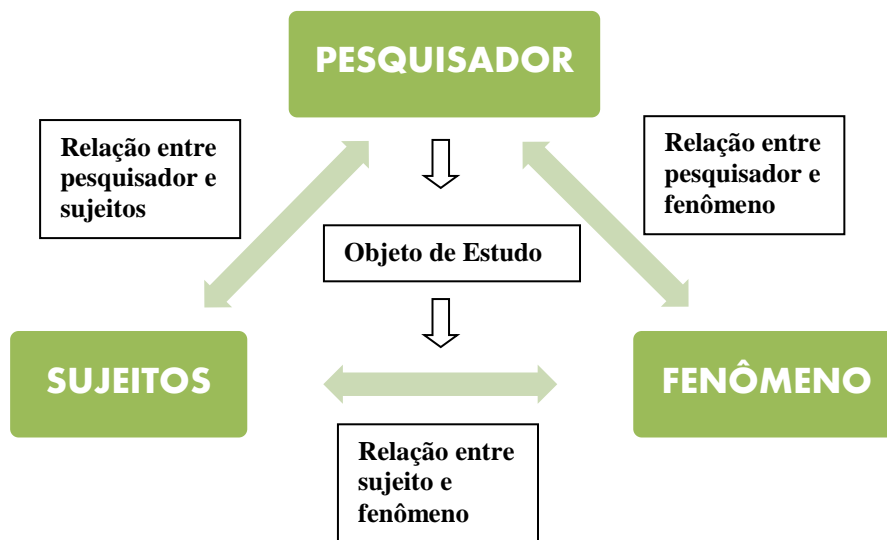 PESQUISADOR
Relação entre
pesquisador e
sujeitos
Relação entre
pesquisador e
fenômeno
Objeto de Estudo
SUJEITOS
FENÔMENO
Relação entre
sujeito e
fenômeno